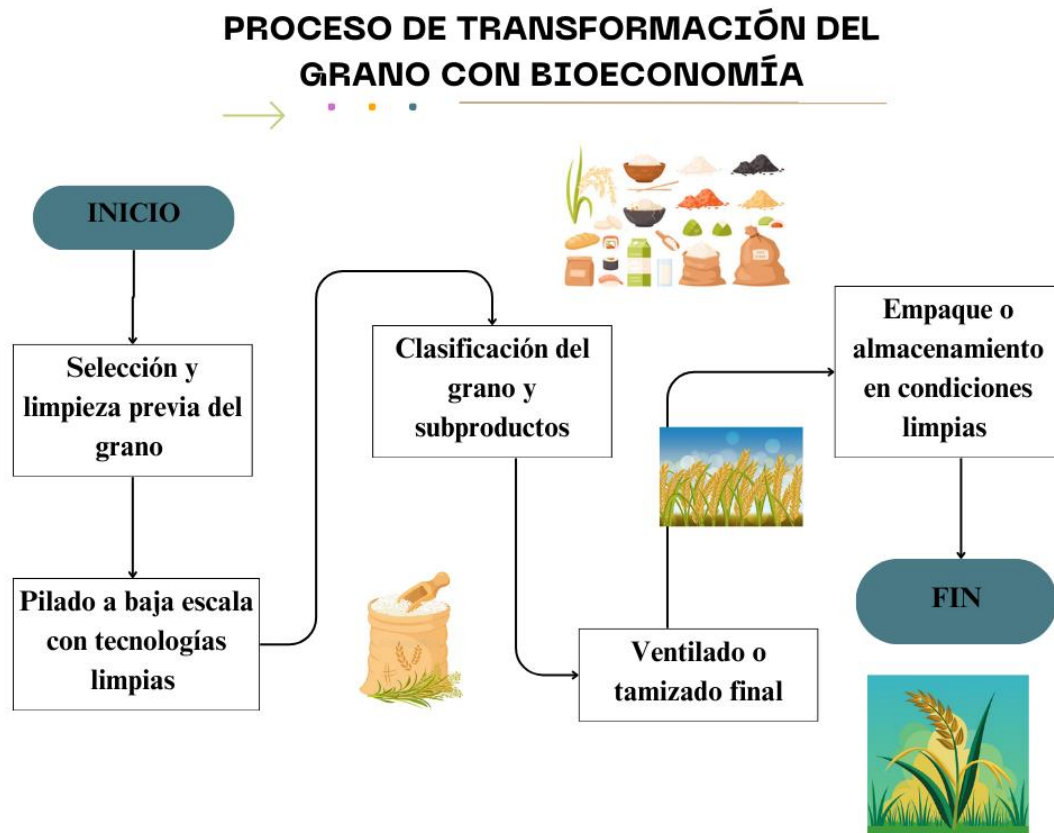 PROCESO DE TRANSFORMACIÓN DEL
GRANO CON BIOECONOMÍA
INICIO
Selección y
limpieza previa del
grano
Pilado a baja escala
con tecnologías
limpias
Clasificación del
grano y
subproductos
Ventilado o
tamizado final
Empaque o
almacenamiento
en condiciones
limpias
FIN